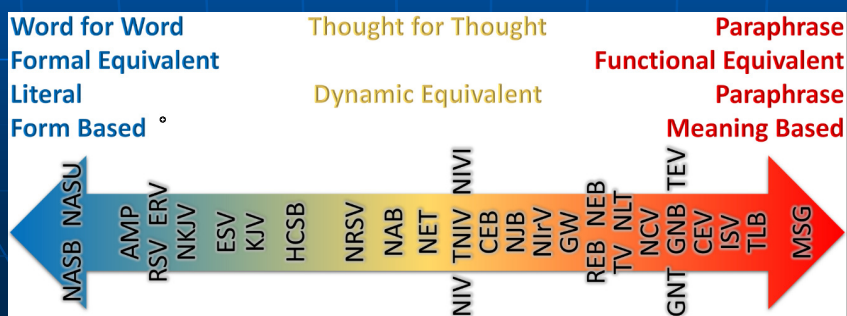 Word for Word Thought for Thought Paraphrase
Formal Equivalent Functional Equivalent
Literal Dynamic Equivalent Paraphrase
Form Based Meaning Based
NASB NASU
AMP
RSV ERV
NKJV
ESV
KJV
HCSB
NRSV
NAB
NET
NIV TNIV NIVI
CEB
NJB
NIrV
GW
REB NEB
TV NLT
NCV
GNT GNB TEV
CEV
ISV
TLB
MSG